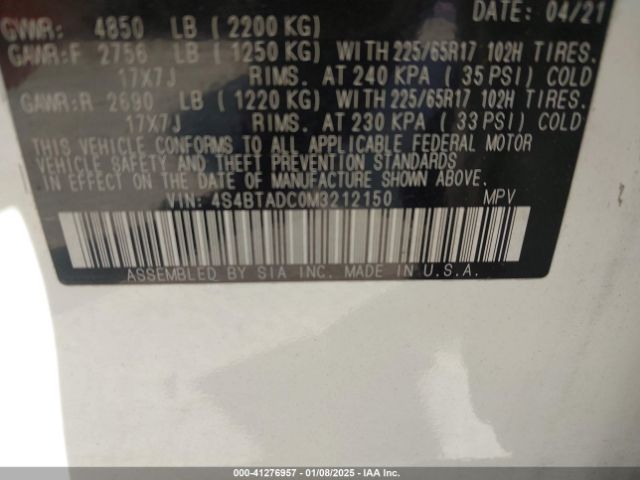 DATE: 04/21
GVWR: 4850 LB ( 2200 KG)
GAWR:F 2756 LB ( 1250 KG) WITH 225/65R17 102H TIRES.
17X7J RIMS. AT 240 KPA ( 35 PSI) COLD
GAWR:R 2690 LB ( 1220 KG) WITH 225/65R17 102H TIRES.
17X7J RIMS. AT 230 KPA ( 33 PSI) COLD
THIS VEHICLE CONFORMS TO ALL APPLICABLE FEDERAL MOTOR
VEHICLE SAFETY AND THEFT PREVENTION STANDARDS
IN EFFECT ON THE DATE OF MANUFACTURE SHOWN ABOVE.
VIN: 4S4BTADC0M3212150 MPV
ASSEMBLED BY SIA INC. MADE IN U.S.A.
000-41276957 - 01/08/2025 - IAA Inc.